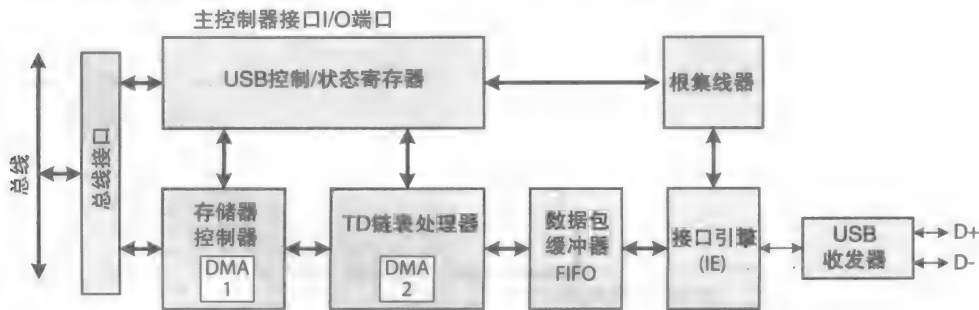 主控制器接口I/O端口
USB控制/状态寄存器
根集线器
总线
总线接口
存储器
控制器
DMA
1
TD链表处理器
DMA
2
数据包
缓冲器
FIFO
接口引擎
(IE)
USB
收发器
D+
D-